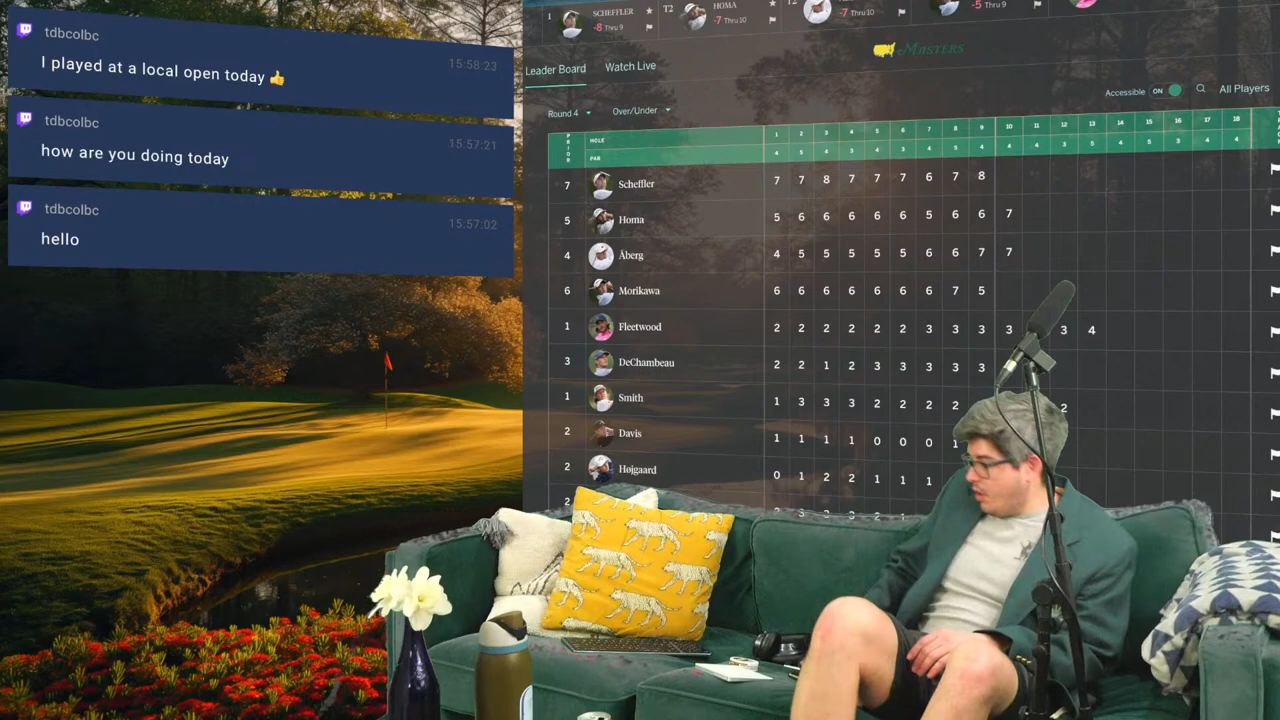 tdbcolbc
15:58:23
I played at a local open today 👍
tdbcolbc
15:57:21
how are you doing today
tdbcolbc
15:57:02
hello
1 SCHEFFLER -8 Thru 9
T2 HOMA -7 Thru 10
T2 -7 Thru 10
-5 Thru 9
Masters
Leader Board Watch Live
Accessible ON All Players
Round 4 Over/Under
PRIOR HOLE 1 2 3 4 5 6 7 8 9 10 11 12 13 14 15 16 17 18
PAR 4 5 4 3 4 3 4 5 4 4 4 3 5 4 5 3 4 4
7 Scheffler 7 7 8 7 7 7 6 7 8
5 Homa 5 6 6 6 6 6 5 6 6 7
4 Åberg 4 5 5 5 5 5 6 6 7 7
6 Morikawa 6 6 6 6 6 6 6 7 5
1 Fleetwood 2 2 2 2 2 3 3 3 3 3 3 4
3 DeChambeau 2 2 1 2 3 3 3 3 3
1 Smith 1 3 3 3 2 2 2 2
2 Davis 1 1 1 1 0 0 0 1
2 Højgaard 0 1 2 2 1 1 1
2